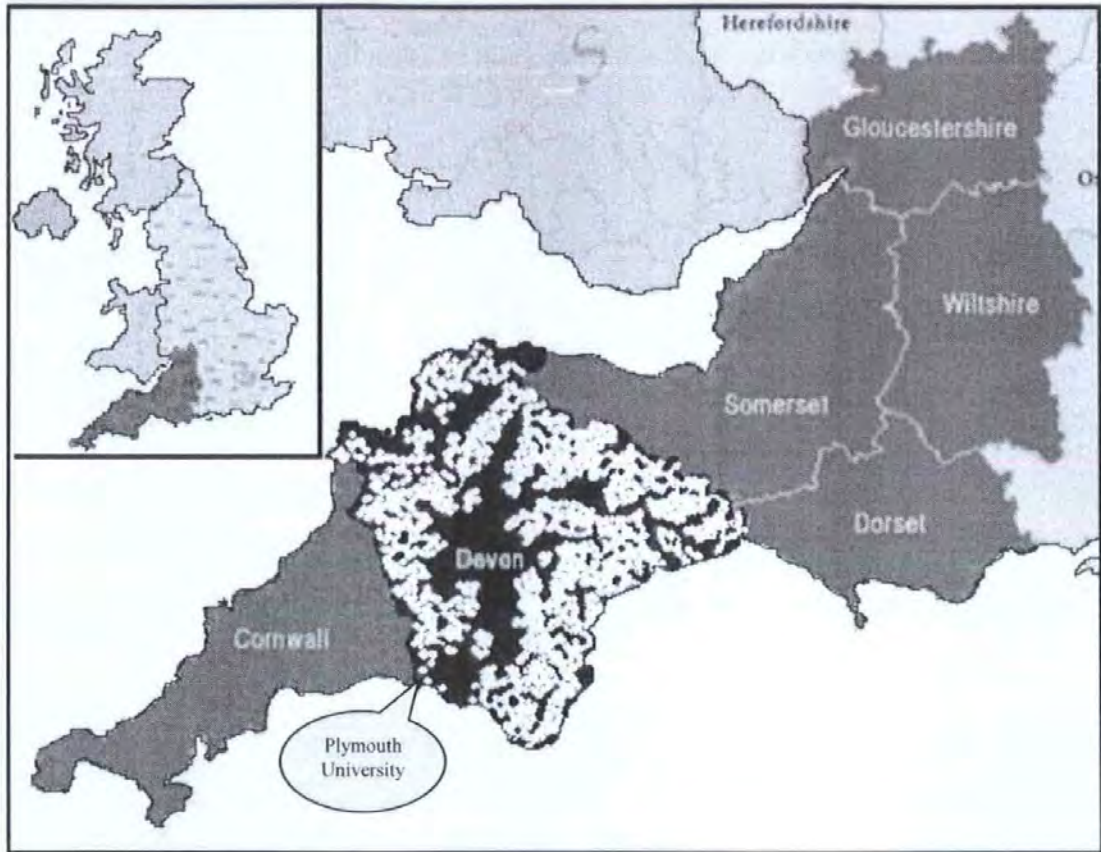 Herefordshire
Gloucestershire
Wiltshire
Somerset
Dorset
Devon
Cornwall
Plymouth
University